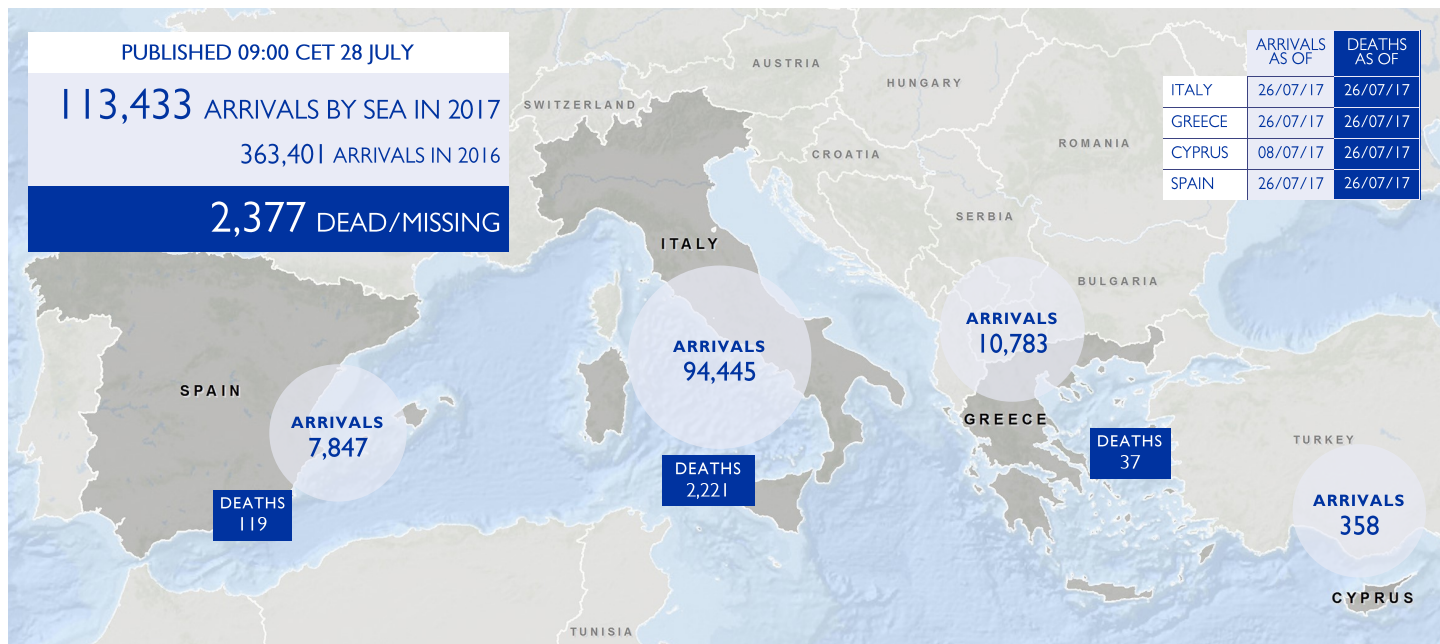 PUBLISHED 09:00 CET 28 JULY
113,433 ARRIVALS BY SEA IN 2017
363,401 ARRIVALS IN 2016
2,377 DEAD/MISSING
ARRIVALS AS OF
DEATHS AS OF
ITALY 26/07/17 26/07/17
GREECE 26/07/17 26/07/17
CYPRUS 08/07/17 26/07/17
SPAIN 26/07/17 26/07/17
AUSTRIA
HUNGARY
SWITZERLAND
ROMANIA
CROATIA
SERBIA
ITALY
BULGARIA
ARRIVALS
10,783
ARRIVALS
94,445
SPAIN
ARRIVALS
7,847
GREECE
DEATHS
37
TURKEY
DEATHS
2,221
DEATHS
119
ARRIVALS
358
CYPRUS
TUNISIA